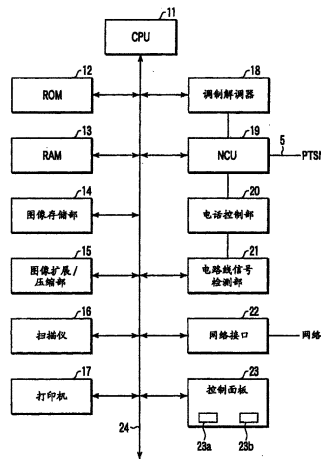 11
CPU
12
ROM
18
调制解调器
13
RAM
19
NCU
5
PTSN
14
图像存储部
20
电话控制部
15
图像扩展/
压缩部
21
电路线信号
检测部
16
扫描仪
22
网络接口
网络
17
打印机
23
控制面板
23a
23b
24